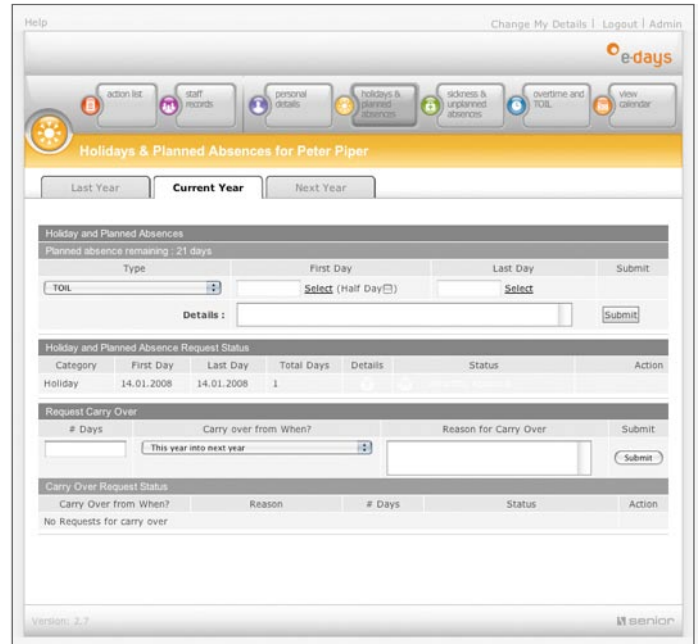 Help Change My Details | Logout | Admin
e-days
action list staff records personal details holidays & planned absences sickness & unplanned absences overtime and TOIL view calendar
Holidays & Planned Absences for Peter Piper
Last Year Current Year Next Year
Holiday and Planned Absences
Planned absence remaining : 21 days
Type First Day Last Day Submit
TOIL Select (Half Day) Select
Details : Submit
Holiday and Planned Absence Request Status
Category First Day Last Day Total Days Details Status Action
Holiday 14.01.2008 14.01.2008 1
Request Carry Over
# Days Carry over from When? Reason for Carry Over Submit
This year into next year Submit
Carry Over Request Status
Carry Over from When? Reason # Days Status Action
No Requests for carry over
Version: 2.7 senior